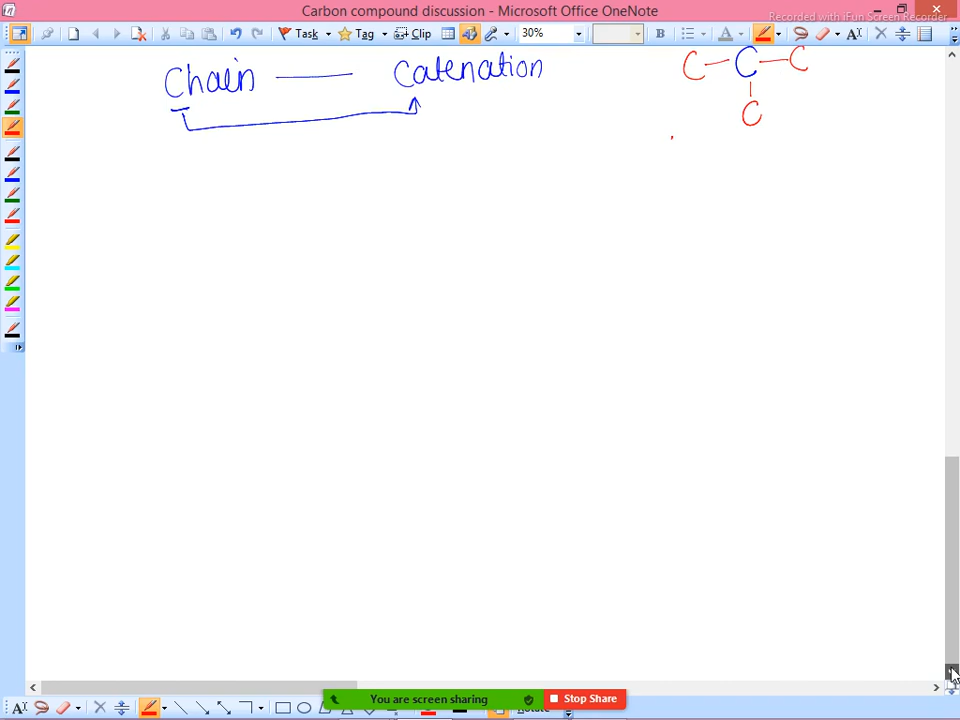 Carbon compound discussion - Microsoft Office OneNote
Recorded with iFun Screen Recorder
Task
Tag
Clip
30%
B
A
A
Chain — Catenation
C-C-C
C
You are screen sharing
Stop Share
A
Rotate